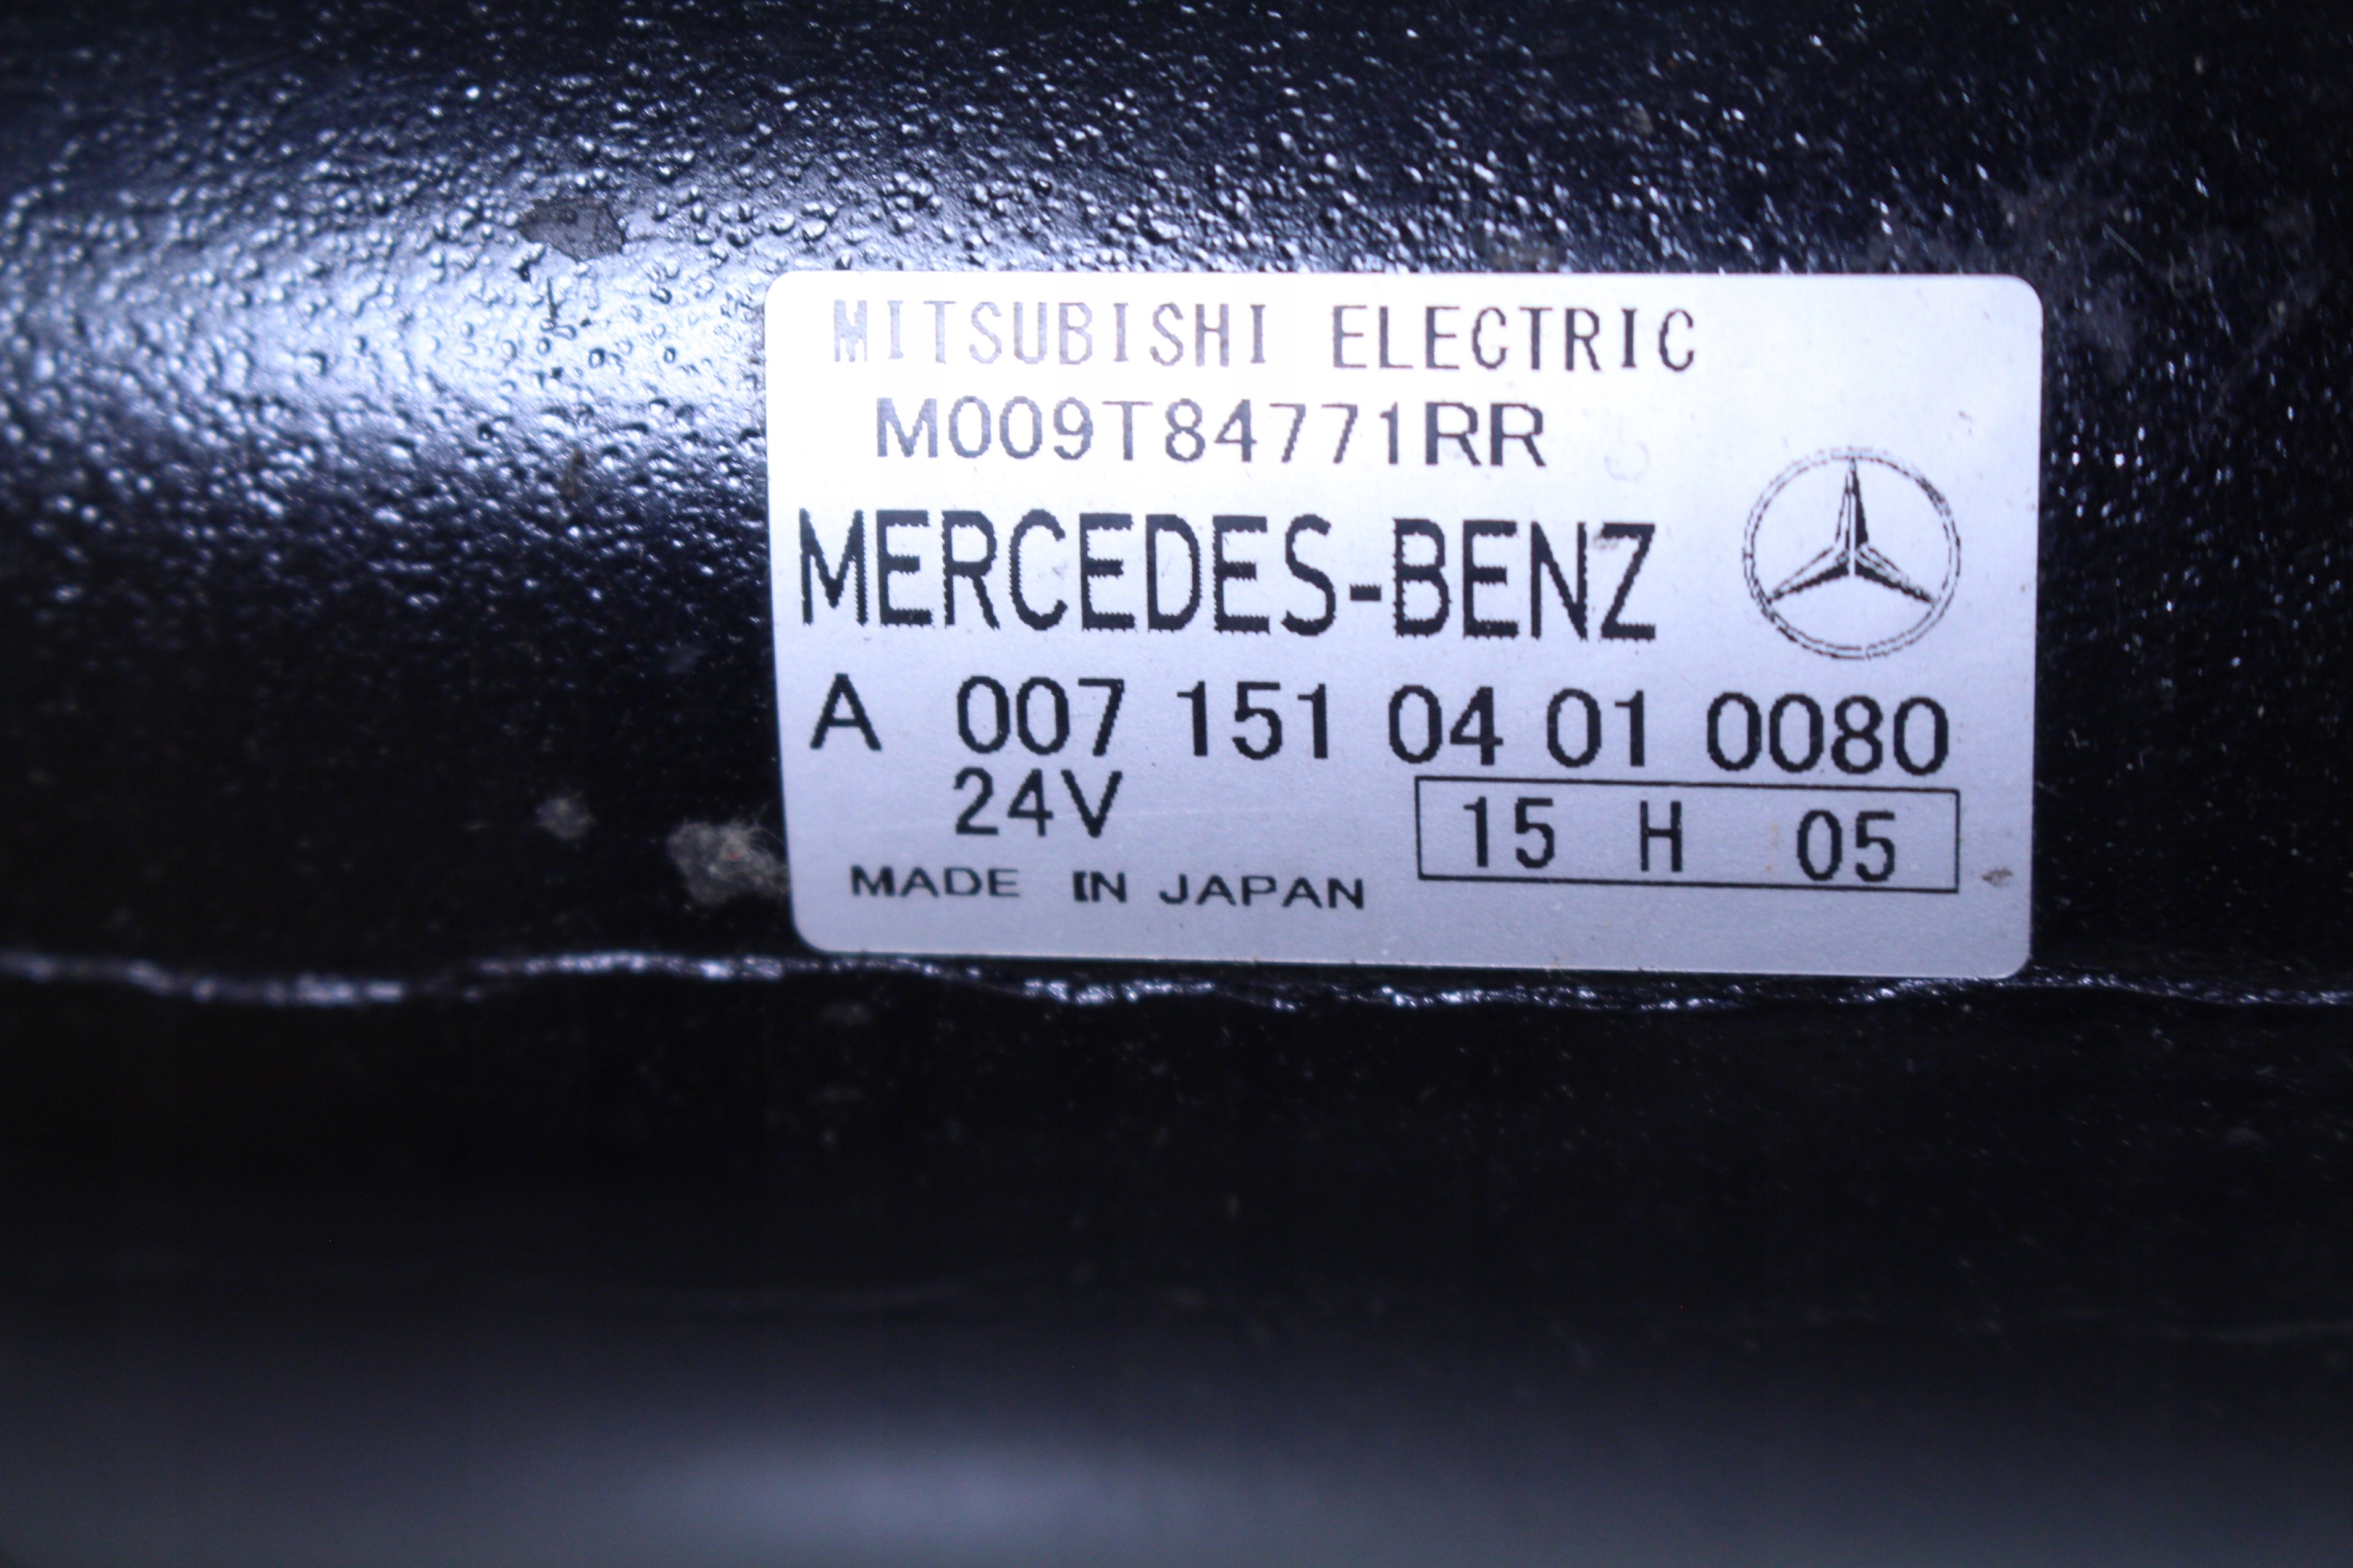 MITSUBISHI ELECTRIC
M009T84771RR
MERCEDES-BENZ
A 007 151 04 01 0080
24V
15 H 05
MADE IN JAPAN